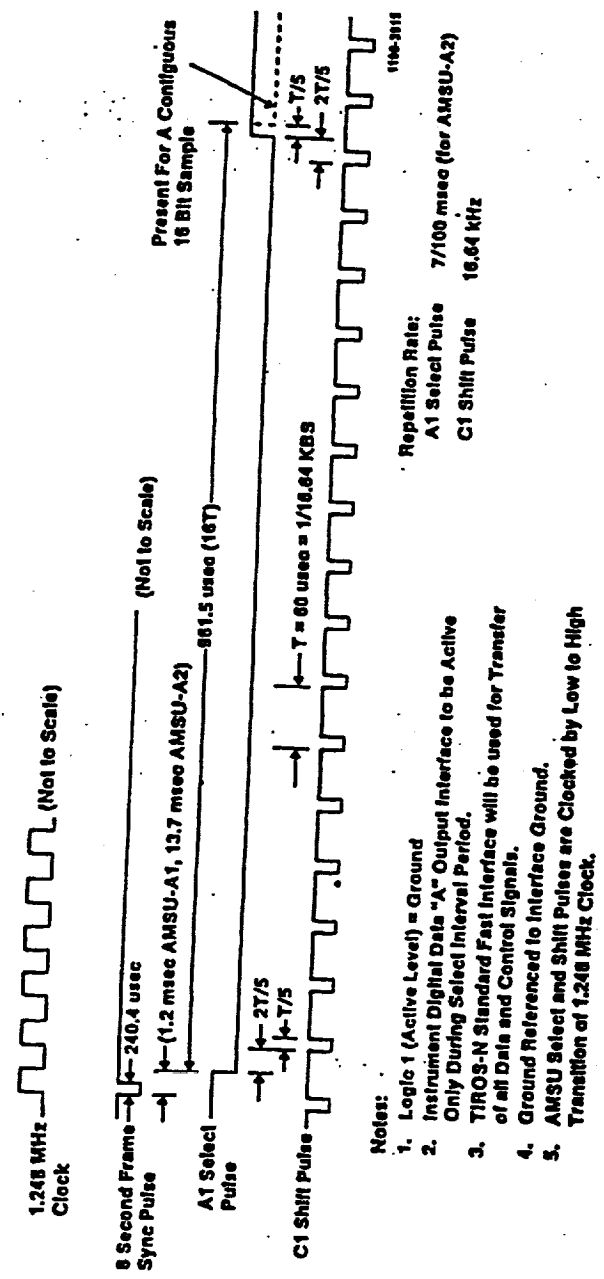 1.248 MHz
Clock
(Not to Scale)
8 Second Frame
Sync Pulse
240.4 usec
(Not to Scale)
(1.2 msec AMSU-A1, 13.7 msec AMSU-A2)
A1 Select
Pulse
961.5 usec (16T)
Present For A Contiguous
16 Bit Sample
2T/5
T/5
T/5
2T/5
C1 Shift Pulse
T = 60 usec = 1/16.64 KBS
1196-3015
Notes:
1. Logic 1 (Active Level) = Ground
2. Instrument Digital Data "A" Output Interface to be Active
Only During Select Interval Period.
3. TIROS-N Standard Fast Interface will be used for Transfer
of all Data and Control Signals.
4. Ground Referenced to Interface Ground.
5. AMSU Select and Shift Pulses are Clocked by Low to High
Transition of 1.248 MHz Clock.
Repetition Rate:
A1 Select Pulse 7/100 msec (for AMSU-A2)
C1 Shift Pulse 16.64 kHz